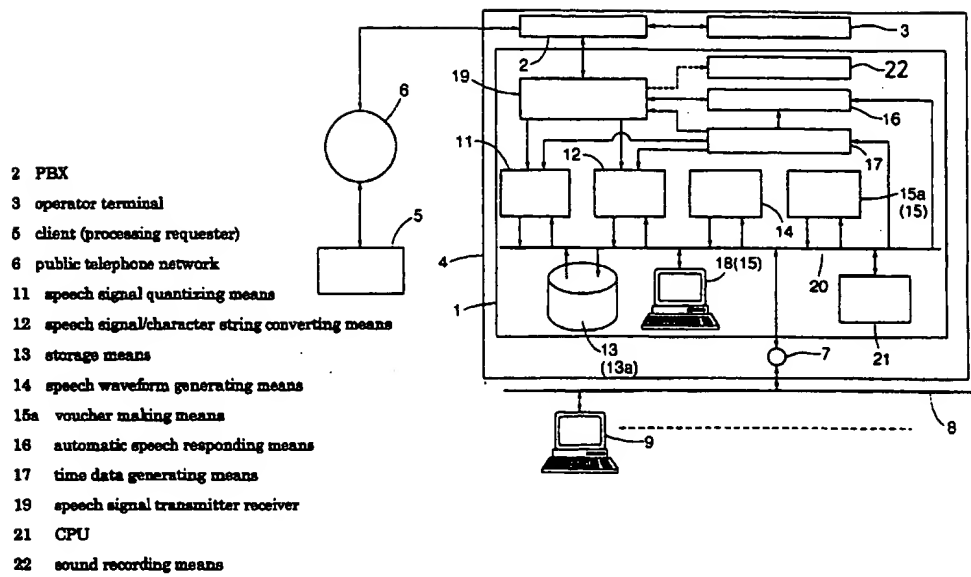 2 PBX
3 operator terminal
5 client (processing requester)
6 public telephone network
11 speech signal quantizing means
12 speech signal/character string converting means
13 storage means
14 speech waveform generating means
15a voucher making means
16 automatic speech responding means
17 time data generating means
19 speech signal transmitter receiver
21 CPU
22 sound recording means
3
2
19
22
6
16
11
12
17
15a
(15)
5
14
4
18(15)
20
1
13
(13a)
7
21
8
9